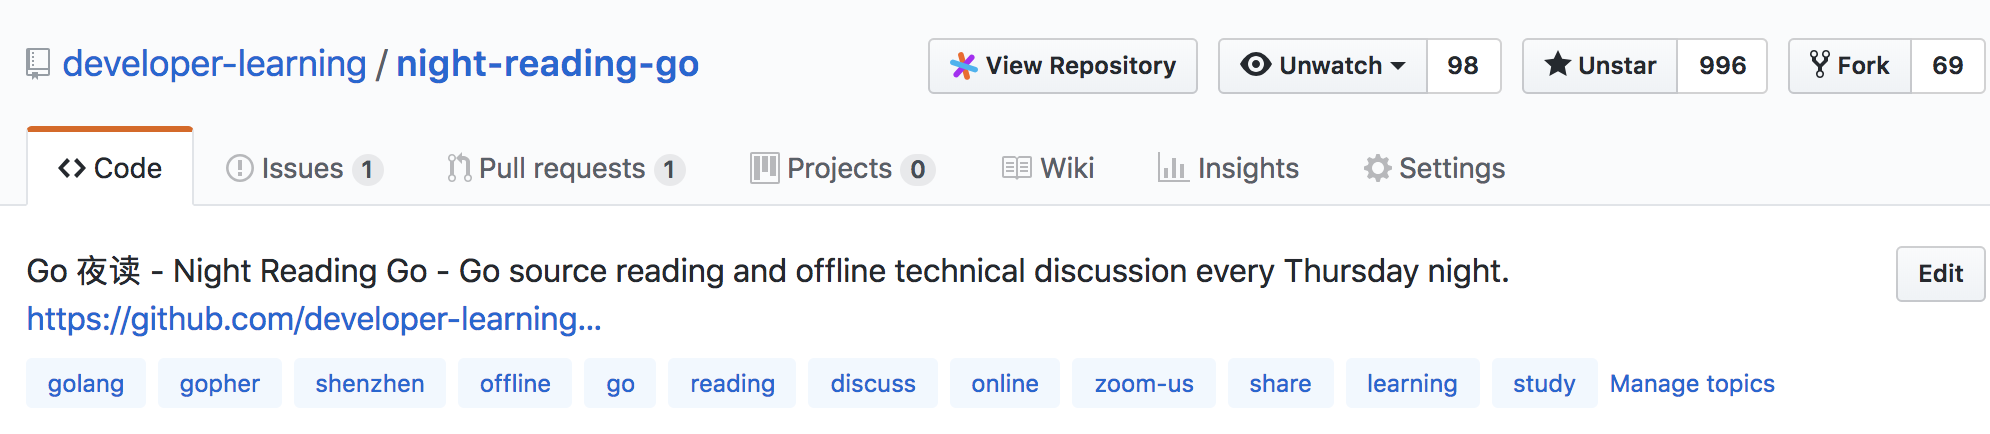 developer-learning / night-reading-go View Repository Unwatch 98 Unstar 996 Fork 69
Code Issues 1 Pull requests 1 Projects 0 Wiki Insights Settings
Go 夜读 - Night Reading Go - Go source reading and offline technical discussion every Thursday night. Edit
https://github.com/developer-learning...
golang gopher shenzhen offline go reading discuss online zoom-us share learning study Manage topics